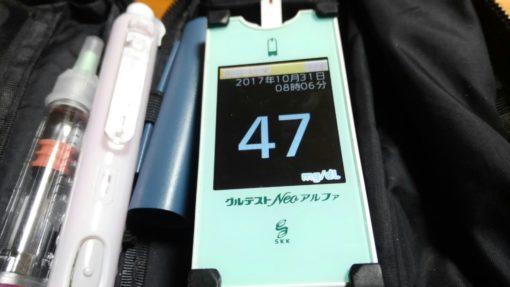 2017年10月31日
08時06分
47
mg/dL
グルテストNeoアルファ
SKK